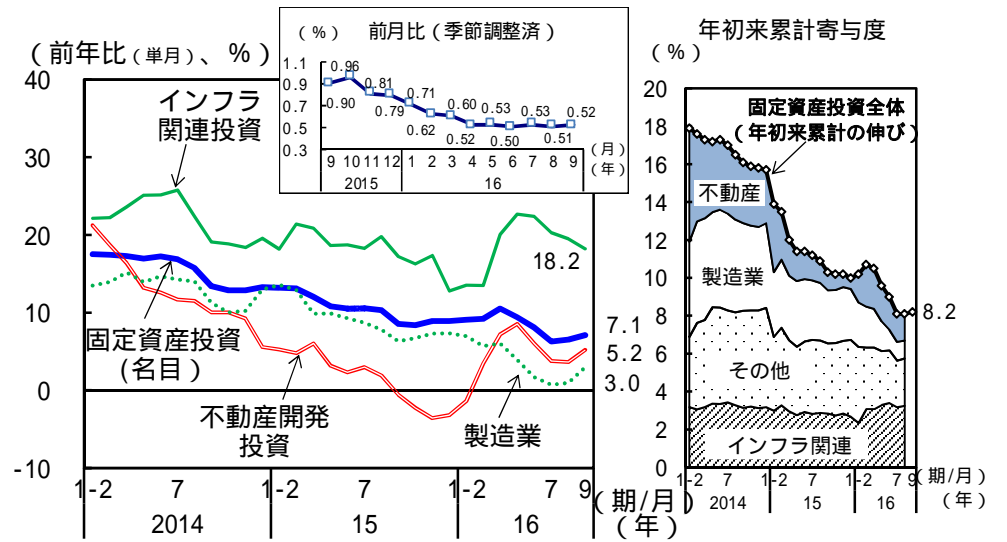 （前年比（単月）、％）
40
30
20
10
0
-10
インフラ
関連投資
固定資産投資
(名目)
不動産開発
投資
製造業
18.2
7.1
5.2
3.0
1-2
7
1-2
7
1-2
7
9
（期/月）
2014
15
16
（年）
（％）
前月比（季節調整済）
1.1
0.9
0.7
0.5
0.3
0.90
0.96
0.81
0.79
0.71
0.62
0.60
0.52
0.53
0.50
0.53
0.51
0.52
9 10 11 12 1 2 3 4 5 6 7 8 9
（月）
2015
16
（年）
年初来累計寄与度
（％）
20
18
16
14
12
10
8
6
4
2
0
固定資産投資全体
（年初来累計の伸び）
不動産
製造業
その他
インフラ関連
8.2
1-2
7
1-2
7
1-2
7
9
（期/月）
2014
15
16
（年）